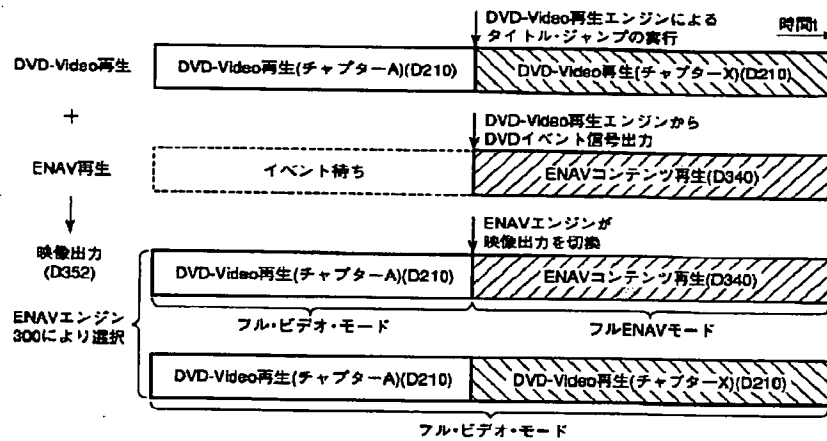 DVD-Video再生エンジンによる
タイトル・ジャンプの実行
時間t
DVD-Video再生
DVD-Video再生(チャプターA)(D210)
DVD-Video再生(チャプターX)(D210)
+
DVD-Video再生エンジンから
DVDイベント信号出力
ENAV再生
イベント待ち
ENAVコンテンツ再生(D340)
ENAVエンジンが
映像出力を切換
映像出力
(D352)
DVD-Video再生(チャプターA)(D210)
ENAVコンテンツ再生(D340)
ENAVエンジン
300により選択
フル・ビデオ・モード
フルENAVモード
DVD-Video再生(チャプターA)(D210)
DVD-Video再生(チャプターX)(D210)
フル・ビデオ・モード